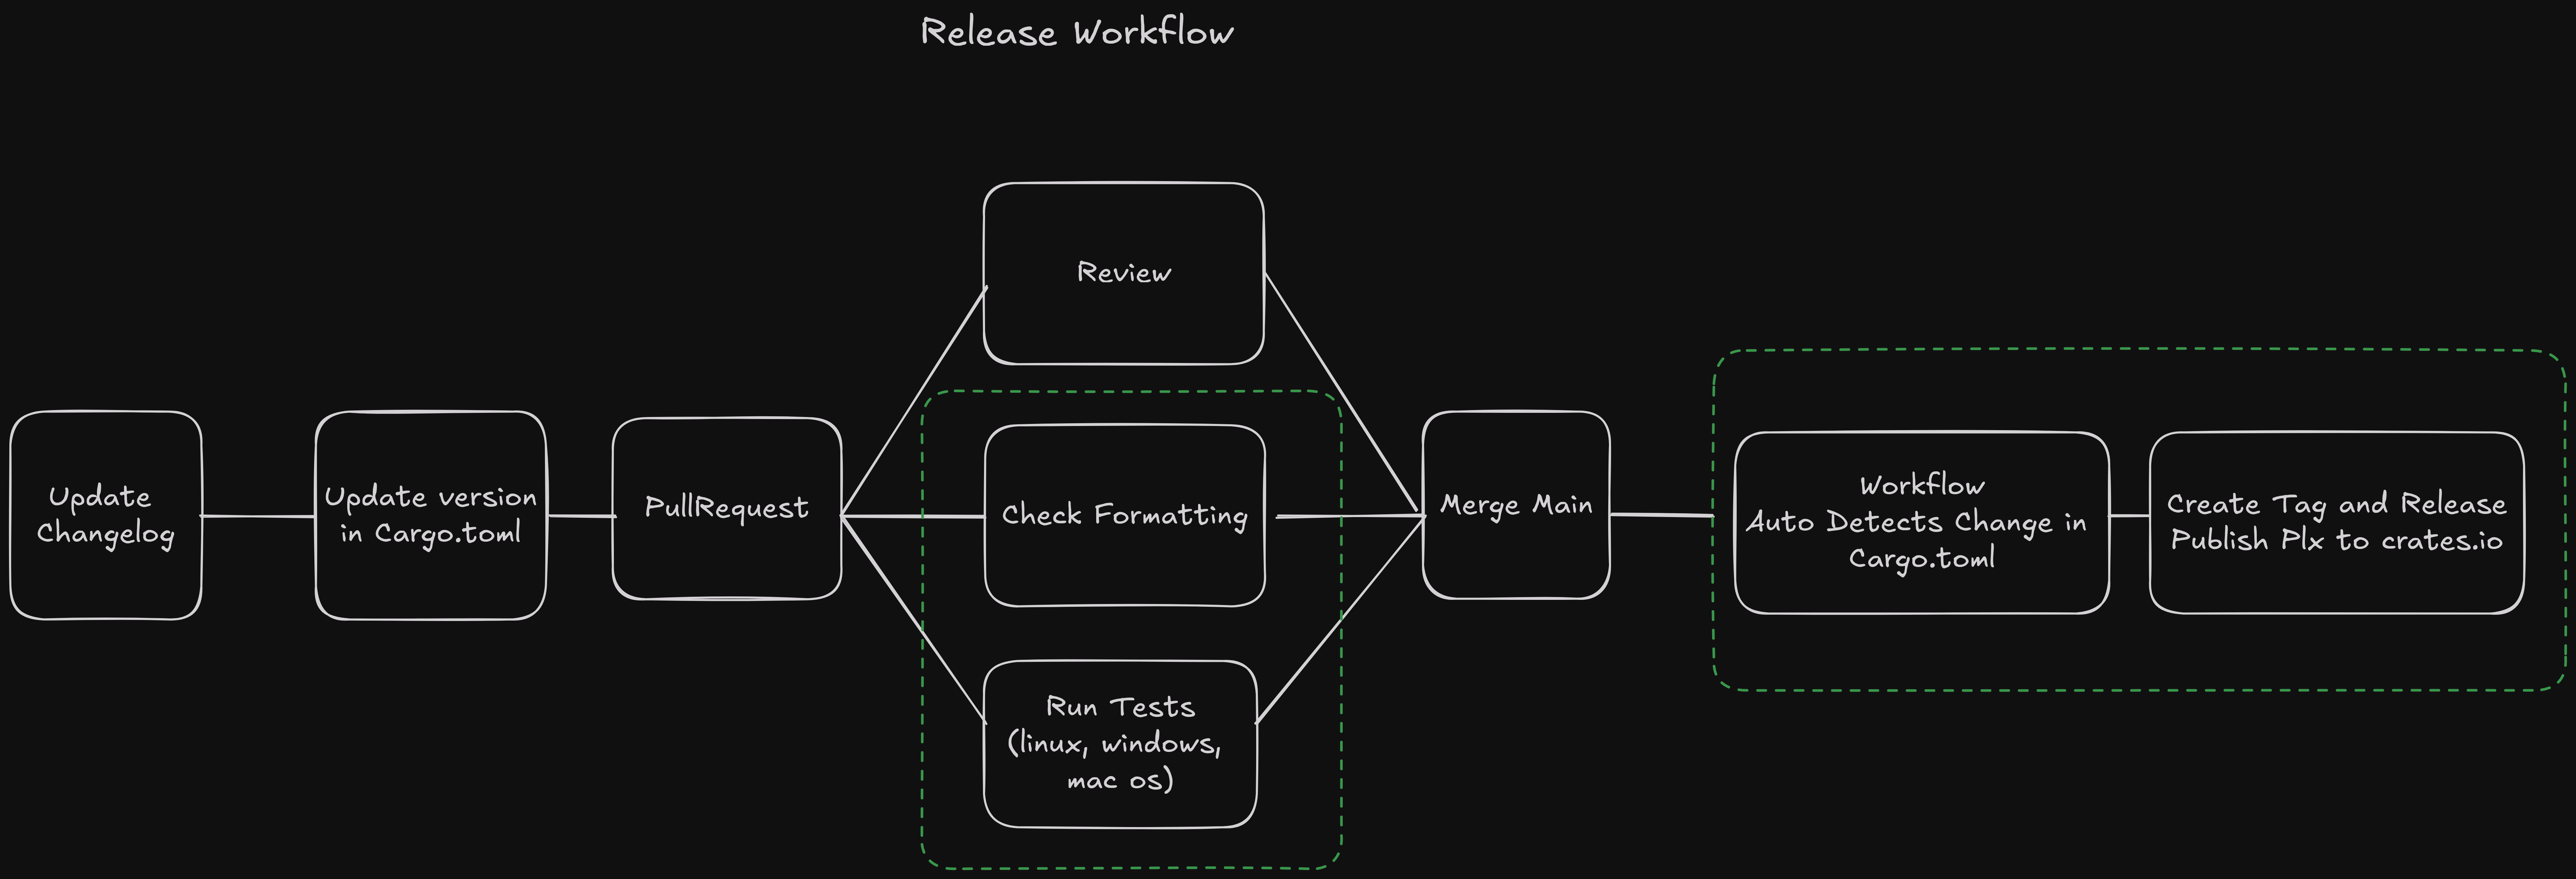 Release Workflow
Update
Changelog
Update version
in Cargo.toml
PullRequest
Review
Check Formatting
Run Tests
(linux, windows,
mac os)
Merge Main
Workflow
Auto Detects Change in
Cargo.toml
Create Tag and Release
Publish Plx to crates.io